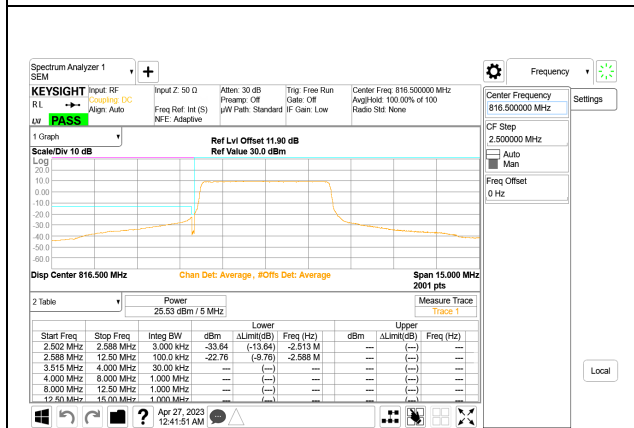 Spectrum Analyzer 1
SEM
+
Frequency
KEYSIGHT
RL
LXI PASS
Input: RF
Coupling: DC
Align: Auto
Input Z: 50 Ω
Freq Ref: Int (S)
NFE: Adaptive
Atten: 30 dB
Preamp: Off
µW Path: Standard
Trig: Free Run
Gate: Off
IF Gain: Low
Center Freq: 816.500000 MHz
Avg|Hold: 100.00% of 100
Radio Std: None
Center Frequency
816.500000 MHz
Settings
CF Step
2.500000 MHz
Auto
Man
Freq Offset
0 Hz
1 Graph
Scale/Div 10 dB
Ref Lvl Offset 11.90 dB
Ref Value 30.0 dBm
Log
20.0
10.0
0.00
-10.0
-20.0
-30.0
-40.0
-50.0
-60.0
Disp Center 816.500 MHz
Chan Det: Average, #Offs Det: Average
Span 15.000 MHz
2001 pts
2 Table
Power
25.53 dBm / 5 MHz
Measure Trace
Trace 1
Lower Upper
Start Freq Stop Freq Integ BW dBm ΔLimit(dB) Freq (Hz) dBm ΔLimit(dB) Freq (Hz)
2.502 MHz 2.588 MHz 3.000 kHz -33.64 (-13.64) -2.513 M --- (---) ---
2.588 MHz 12.50 MHz 100.0 kHz -22.76 (-9.76) -2.588 M --- (---) ---
3.515 MHz 4.000 MHz 30.00 kHz --- (---) --- --- (---) ---
4.000 MHz 8.000 MHz 1.000 MHz --- (---) --- --- (---) ---
8.000 MHz 12.50 MHz 1.000 MHz --- (---) --- --- (---) ---
12.50 MHz 15.00 MHz 1.000 MHz --- (---) --- --- (---) ---
Local
?
Apr 27, 2023
12:41:51 AM